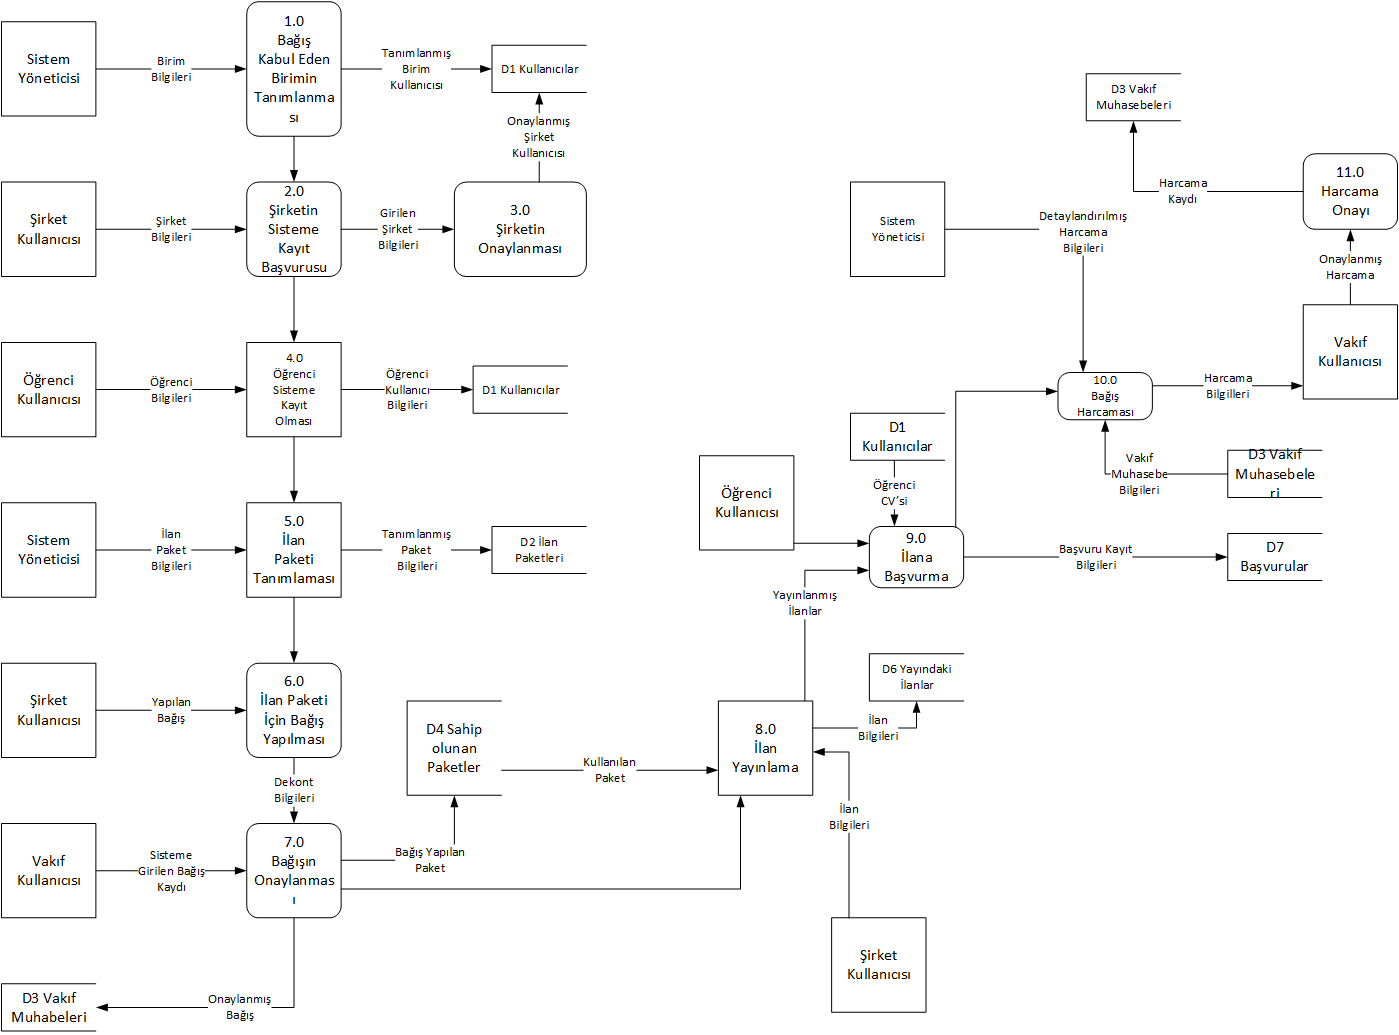 Sistem
Yöneticisi
Birim
Bilgileri
1.0
Bağış
Kabul Eden
Birimin
Tanımlanma
sı
Tanımlanmış
Birim
Kullanıcısı
D1 Kullanıcılar
Onaylanmış
Şirket
Kullanıcısı
Şirket
Kullanıcısı
Şirket
Bilgileri
2.0
Şirketin
Sisteme
Kayıt
Başvurusu
Girilen
Şirket
Bilgileri
3.0
Şirketin
Onaylanması
Öğrenci
Kullanıcısı
Öğrenci
Bilgileri
4.0
Öğrenci
Sisteme
Kayıt
Olması
Öğrenci
Kullanıcı
Bilgileri
D1 Kullanıcılar
Sistem
Yöneticisi
İlan
Paket
Bilgileri
5.0
İlan
Paketi
Tanımlaması
Tanımlanmış
Paket
Bilgileri
D2 İlan
Paketleri
Şirket
Kullanıcısı
Yapılan
Bağış
6.0
İlan Paketi
İçin Bağış
Yapılması
Dekont
Bilgileri
Vakıf
Kullanıcısı
Sisteme
Girilen Bağış
Kaydı
7.0
Bağışın
Onaylanmas
ı
Bağış Yapılan
Paket
D4 Sahip
olunan
Paketler
Kullanılan
Paket
D3 Vakıf
Muhabeleri
Onaylanmış
Bağış
8.0
İlan
Yayınlama
İlan
Bilgileri
D6 Yayındaki
İlanlar
İlan
Bilgileri
Şirket
Kullanıcısı
Yayınlanmış
İlanlar
Öğrenci
Kullanıcısı
D1
Kullanıcılar
Öğrenci
CV'si
9.0
İlana
Başvurma
Başvuru Kayıt
Bilgileri
D7
Başvurular
Sistem
Yöneticisi
Detaylandırılmış
Harcama
Bilgileri
10.0
Bağış
Harcaması
Vakıf
Muhasebe
Bilgileri
D3 Vakıf
Muhasebele
ri
Harcama
Bilgilleri
Vakıf
Kullanıcısı
Onaylanmış
Harcama
11.0
Harcama
Onayı
Harcama
Kaydı
D3 Vakıf
Muhasebeleri